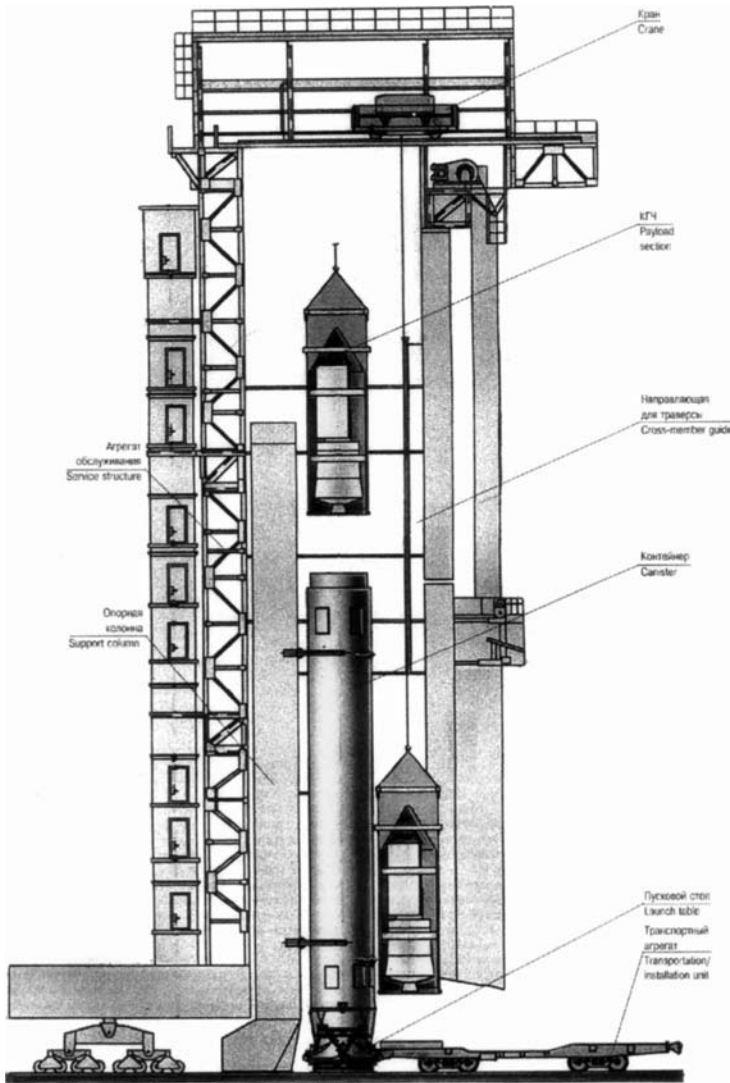 Кран
Crane
КГЧ
Payload
section
Направляющая
для траверсы
Cross-member guide
Агрегат
обслуживания
Service structure
Контейнер
Canister
Опорная
колонна
Support column
Пусковой стол
Launch table
Транспортный
агрегат
Transportation/
installation unit